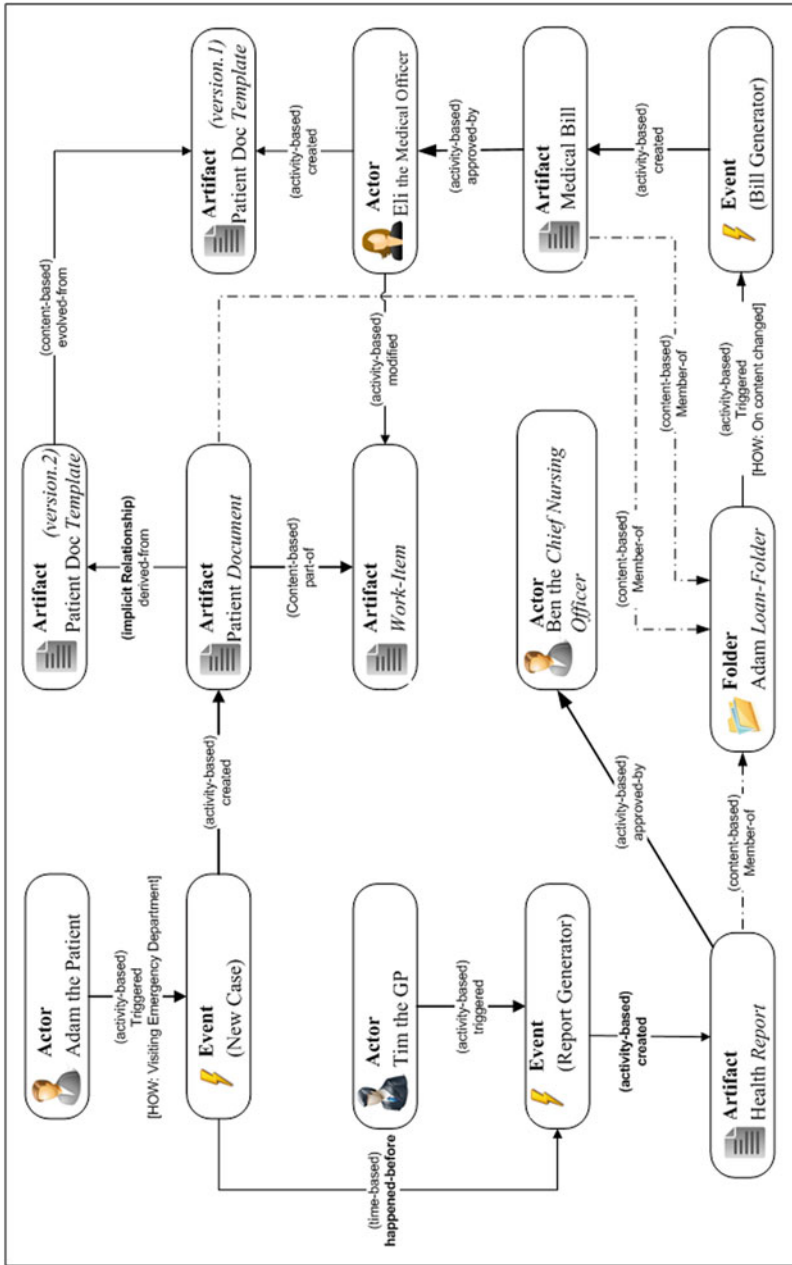 Actor
Adam the Patient
(activity-based)
Triggered
[HOW: Visiting Emergency Department]
Event
(New Case)
(time-based)
happened-before
Actor
Tim the GP
(activity-based)
triggered
Event
(Report Generator)
(activity-based)
created
Artifact
Health Report
(activity-based)
created
(version.2)
Artifact
Patient Doc Template
(implicit Relationship)
derived-from
Artifact
Patient Document
(Content-based)
part-of
Artifact
Work-Item
Actor
Ben the Chief Nursing
Officer
(activity-based)
approved-by
(content-based)
Member-of
Folder
Adam Loan-Folder
(content-based)
evolved-from
(activity-based)
modified
(content-based)
Member-of
(content-based)
Member-of
(activity-based)
Triggered
[HOW: On content changed]
(version.1)
Artifact
Patient Doc Template
(activity-based)
created
Actor
Eli the Medical Officer
(activity-based)
approved-by
Artifact
Medical Bill
(activity-based)
created
Event
(Bill Generator)